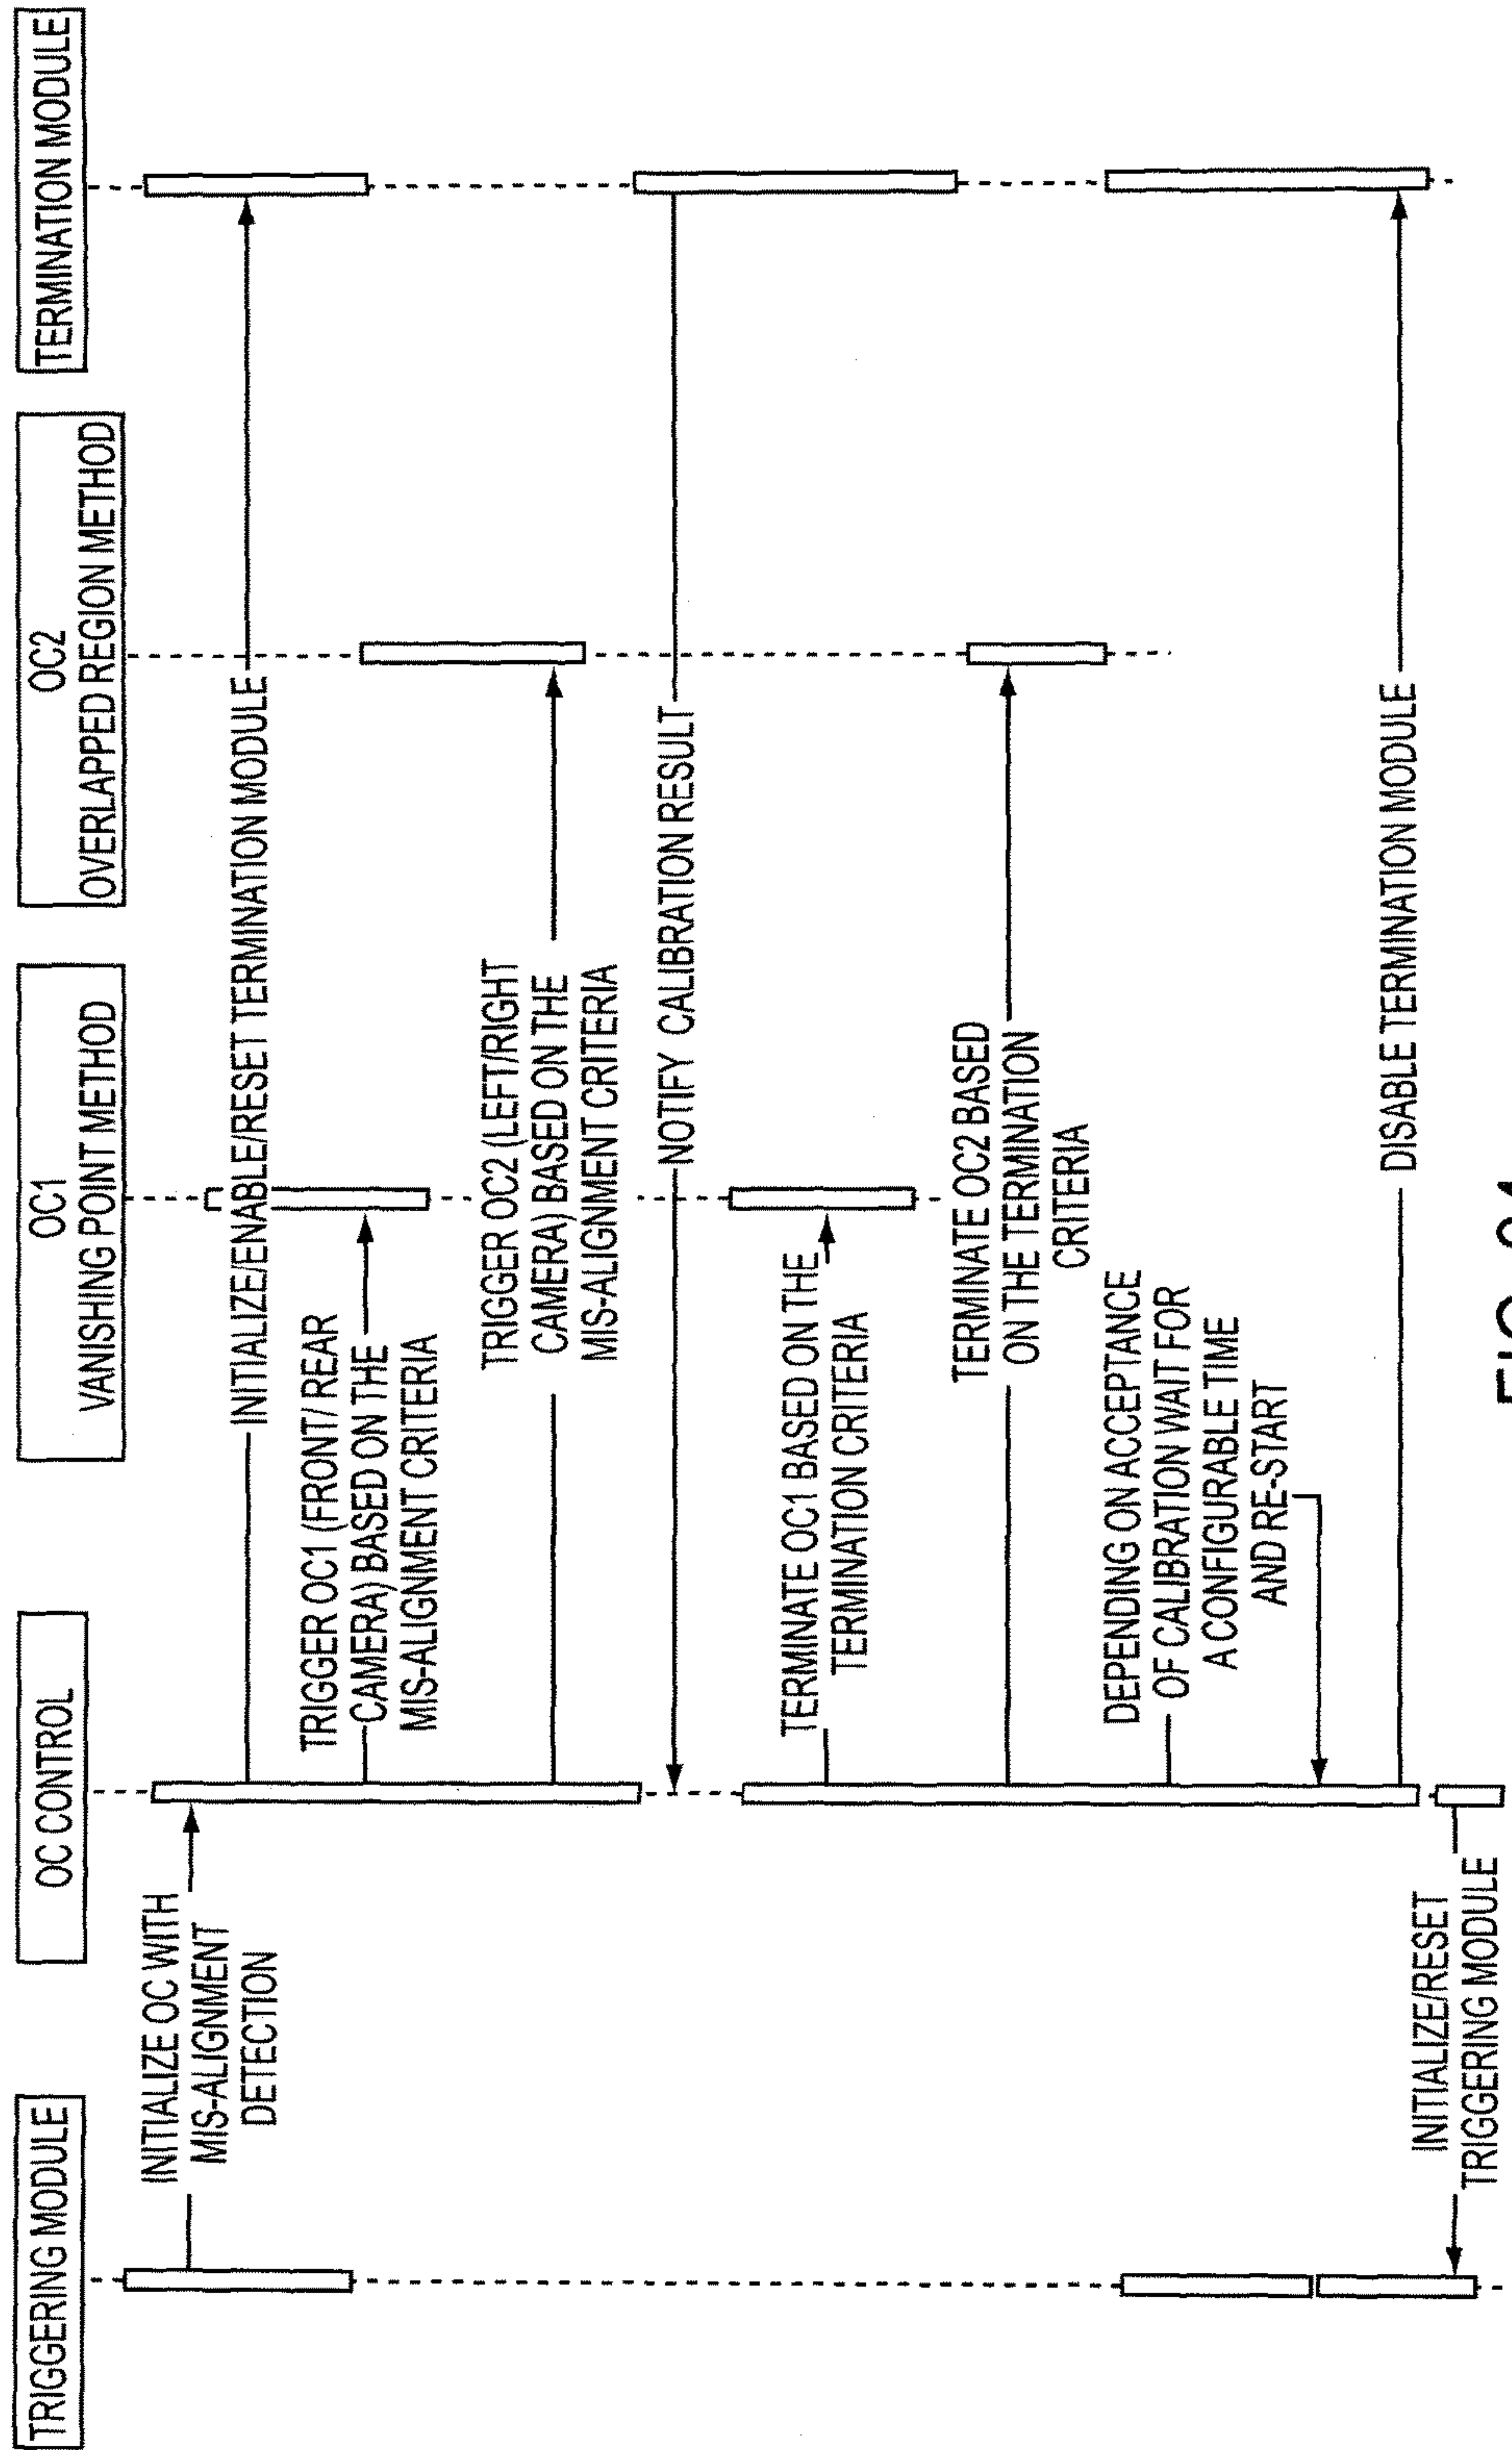 TRIGGERING MODULE
OC CONTROL
OC1
VANISHING POINT METHOD
OC2
OVERLAPPED REGION METHOD
TERMINATION MODULE
INITIALIZE OC WITH
MIS-ALIGNMENT
DETECTION
INITIALIZE/ENABLE/RESET TERMINATION MODULE
TRIGGER OC1 (FRONT/ REAR
CAMERA) BASED ON THE
MIS-ALIGNMENT CRITERIA
TRIGGER OC2 (LEFT/RIGHT
CAMERA) BASED ON THE
MIS-ALIGNMENT CRITERIA
NOTIFY CALIBRATION RESULT
TERMINATE OC1 BASED ON THE
TERMINATION CRITERIA
TERMINATE OC2 BASED
ON THE TERMINATION
CRITERIA
DEPENDING ON ACCEPTANCE
OF CALIBRATION WAIT FOR
A CONFIGURABLE TIME
AND RE-START
DISABLE TERMINATION MODULE
INITIALIZE/RESET
TRIGGERING MODULE